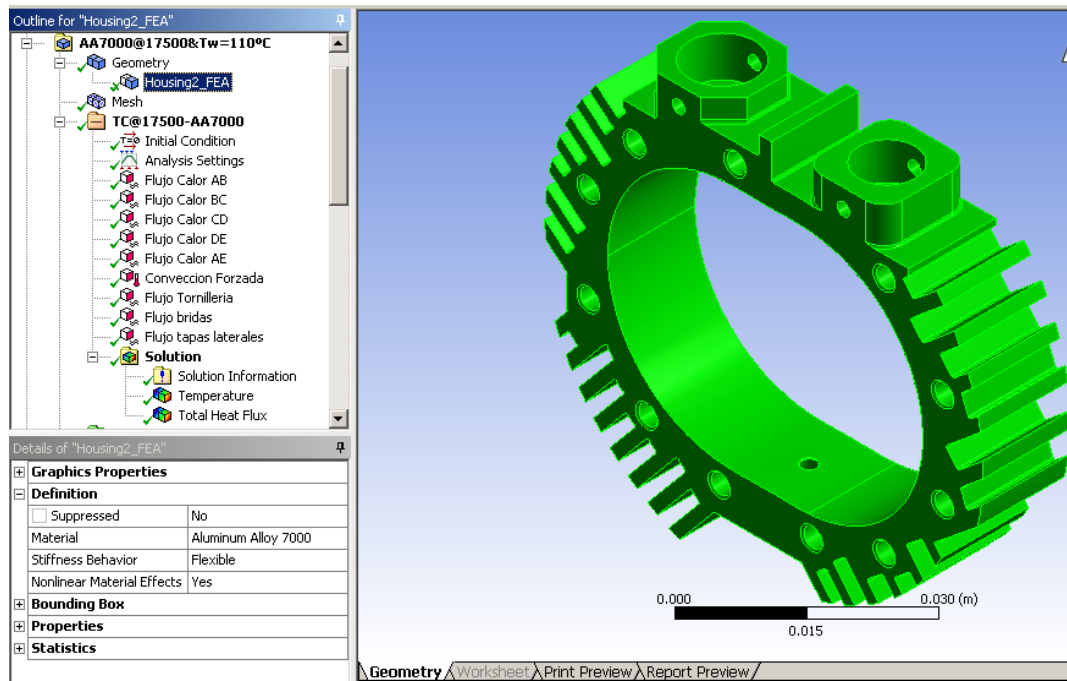 Outline for "Housing2_FEA"
AA7000@17500&Tw=110ºC
Geometry
Housing2_FEA
Mesh
TC@17500-AA7000
T=0 Initial Condition
Analysis Settings
Flujo Calor AB
Flujo Calor BC
Flujo Calor CD
Flujo Calor DE
Flujo Calor AE
Conveccion Forzada
Flujo Tornilleria
Flujo bridas
Flujo tapas laterales
Solution
Solution Information
Temperature
Total Heat Flux
Details of "Housing2_FEA"
Graphics Properties
Definition
Suppressed No
Material Aluminum Alloy 7000
Stiffness Behavior Flexible
Nonlinear Material Effects Yes
Bounding Box
Properties
Statistics
0.000 0.030 (m)
0.015
Geometry Worksheet Print Preview Report Preview